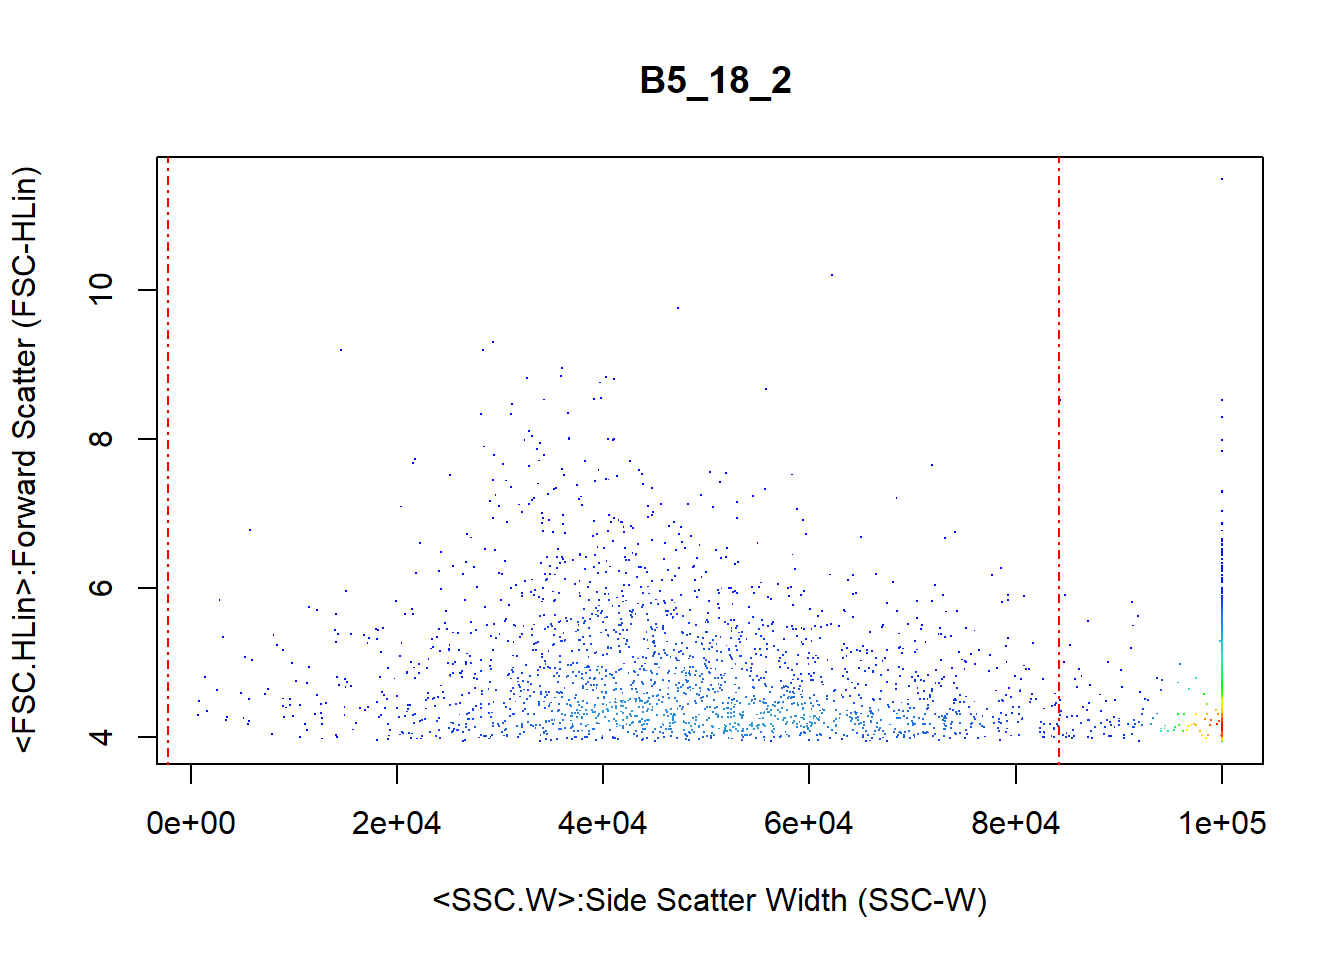 B5_18_2
<FSC.HLin>:Forward Scatter (FSC-HLin)
10
8
6
4
0e+00 2e+04 4e+04 6e+04 8e+04 1e+05
<SSC.W>:Side Scatter Width (SSC-W)